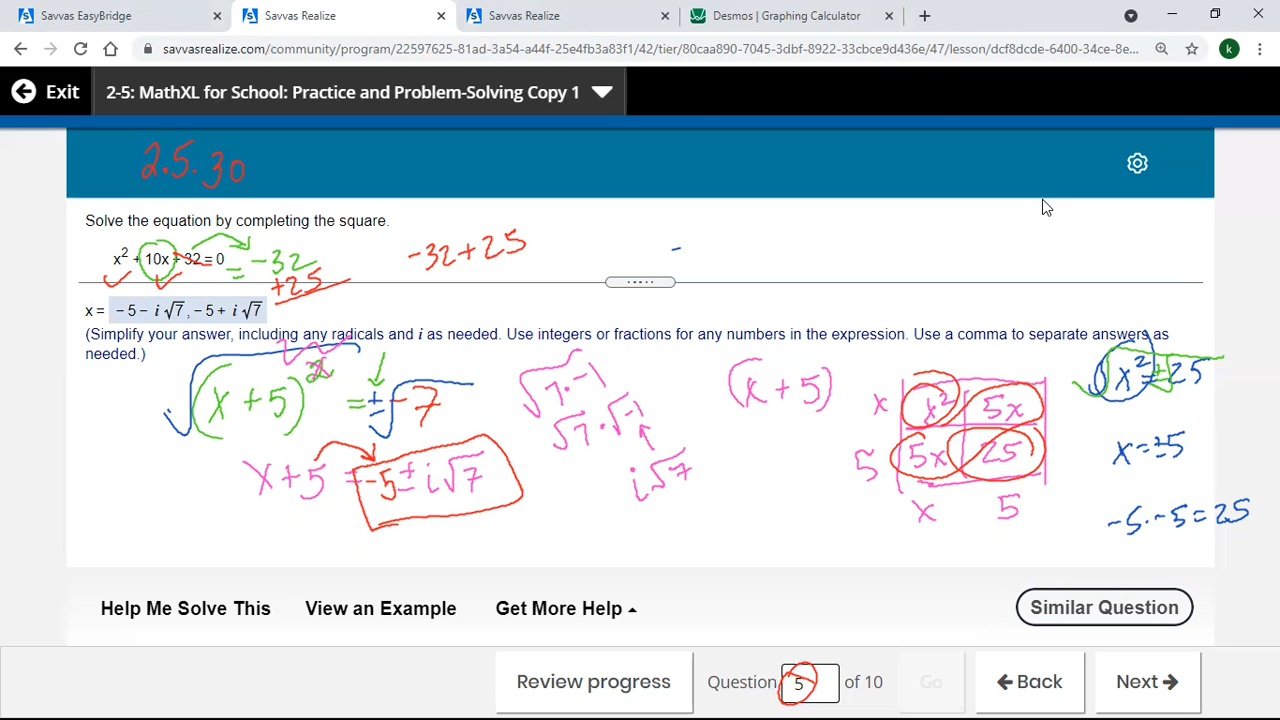 Savvas EasyBridge × Savvas Realize × Savvas Realize × Desmos | Graphing Calculator × +
savvasrealize.com/community/program/22597625-81ad-3a54-a44f-25e4fb3a83f1/42/tier/80caa890-7045-3dbf-8922-33cbce9d436e/47/lesson/dcf8dcde-6400-34ce-8e... k
Exit 2-5: MathXL for School: Practice and Problem-Solving Copy 1
2.5.30
Solve the equation by completing the square.
x² + 10x + 32 = 0 = -32 -32+25 -
+25
x = -5 - i√7, -5 + i√7
(Simplify your answer, including any radicals and i as needed. Use integers or fractions for any numbers in the expression. Use a comma to separate answers as
needed.)
√(x+5)² = ±√-7 √7·-1 (x+5) x x² 5x √x² = ±√25
√7·√-1
x+5 = -5 ± i√7 i√7 5 5x 25 x=±5
x 5 -5·-5=25
Help Me Solve This View an Example Get More Help Similar Question
Review progress Question 5 of 10 Go Back Next